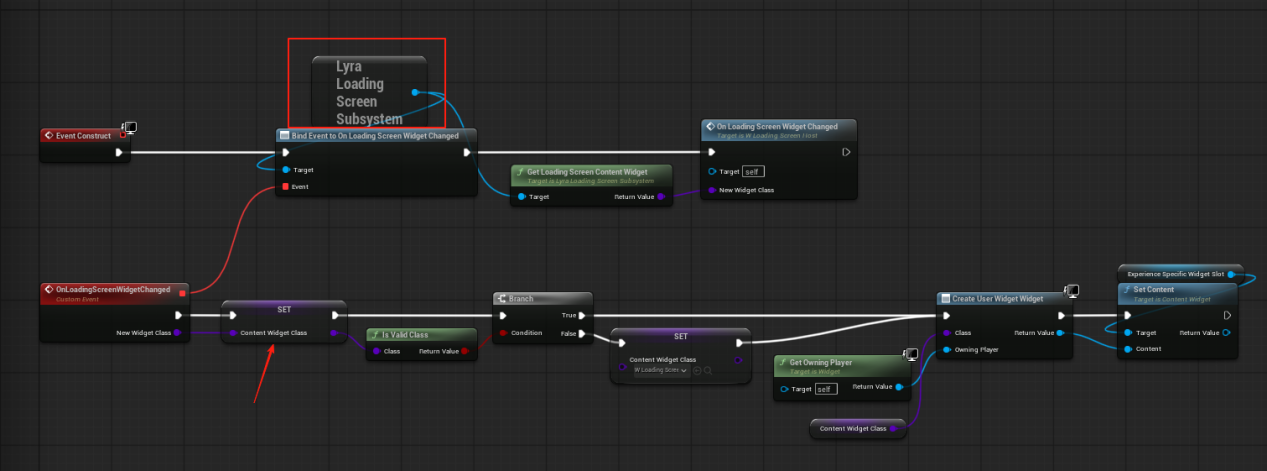 Lyra
Loading
Screen
Subsystem
Event Construct
Bind Event to On Loading Screen Widget Changed
Target
Event
Get Loading Screen Content Widget
Target is Lyra Loading Screen Subsystem
Target
Return Value
On Loading Screen Widget Changed
Target is W Loading Screen Host
Target
self
New Widget Class
OnLoadingScreenWidgetChanged
Custom Event
New Widget Class
SET
Content Widget Class
Is Valid Class
Class
Return Value
Branch
Condition
True
False
SET
Content Widget Class
W Loading Scre
Get Owning Player
Target is Widget
Target
self
Return Value
Content Widget Class
Create User Widget Widget
Class
Return Value
Owning Player
Experience Specific Widget Slot
Set Content
Target is Content Widget
Target
Return Value
Content